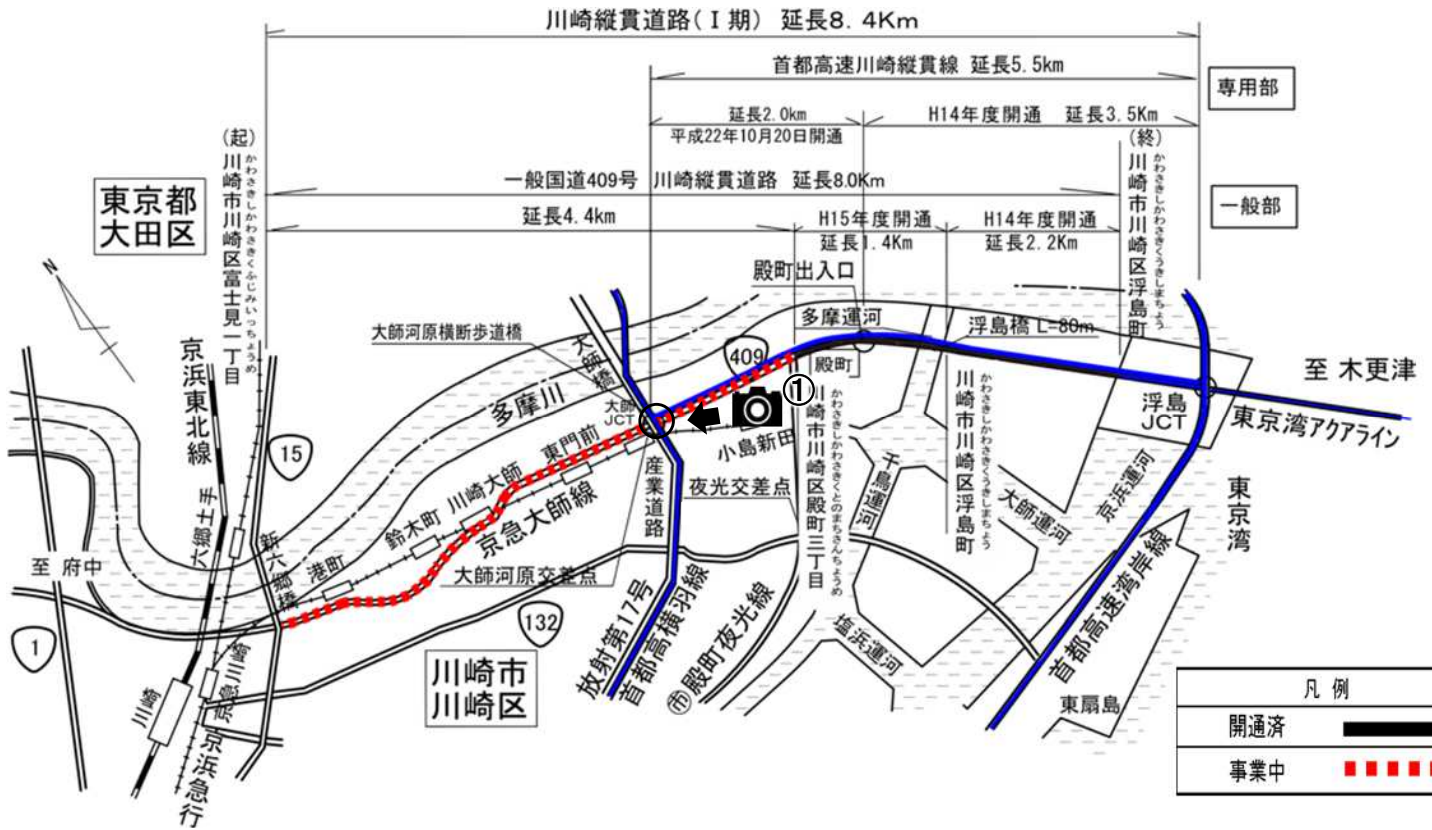 川崎縦貫道路(Ⅰ期) 延長8.4Km
首都高速川崎縦貫線 延長5.5km
専用部
延長2.0km
平成22年10月20日開通
H14年度開通 延長3.5Km
(起)
川崎市川崎区富士見一丁目
かわさきしかわさきくふじみいっちょうめ
(終)
川崎市川崎区浮島町
かわさきしかわさきくうきしまちょう
東京都
大田区
一般国道409号 川崎縦貫道路 延長8.0Km
一般部
延長4.4km
H15年度開通
延長1.4Km
H14年度開通
延長2.2Km
N
殿町出入口
大師河原横断歩道橋
大師橋
多摩運河
浮島橋 L=80m
409
殿町
①
至 木更津
京浜東北線
多摩川
大師
JCT
浮島
JCT
東京湾アクアライン
15
東門前
川崎大師
鈴木町
港町
京急大師線
小島新田
産業道路
夜光交差点
川崎市川崎区殿町三丁目
かわさきしかわさきくとのまちさんちょうめ
千鳥運河
川崎市川崎区浮島町
かわさきしかわさきくうきしまちょう
大師運河
京浜運河
東京湾
六郷土手
新六郷橋
至 府中
大師河原交差点
1
132
川崎市
川崎区
放射第17号
首都高横羽線
市 殿町夜光線
塩浜運河
首都高速湾岸線
東扇島
川崎
京急川崎
京浜急行
凡 例
開通済
事業中